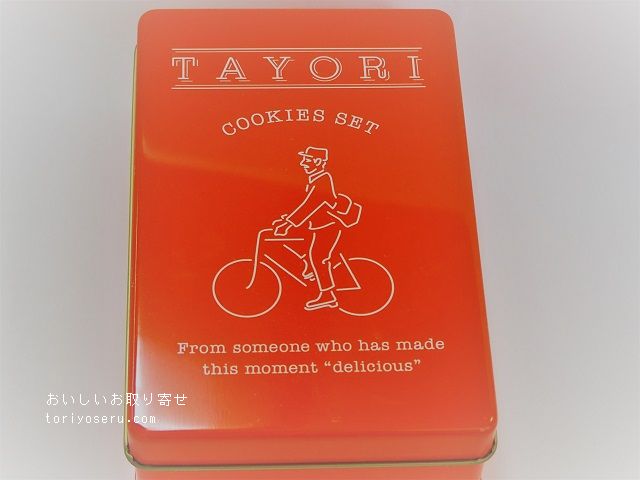 TAYORI
COOKIES SET
From someone who has made
this moment “delicious”
おいしいお取り寄せ
toriyoseru.com